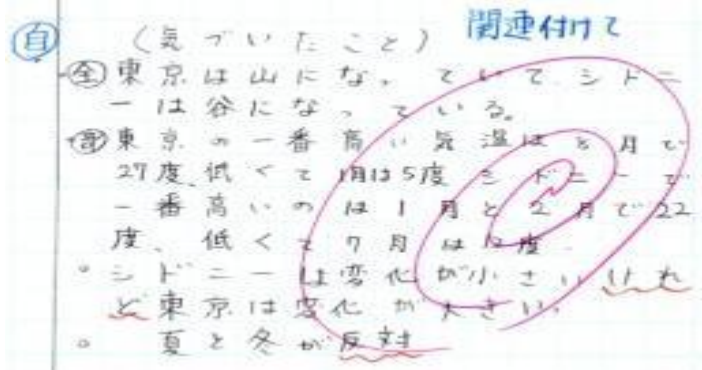 関連付けて
自 (気づいたこと)
全 東京は山になっていて、シドニ
ーは谷になっている。
部 東京の一番高い気温は8月で
27度、低くて1月は5度シドニーで
一番高いのは1月と2月で22
度、低くて7月は12度。
。シドニーは変化が小さいけれ
ど東京は変化が大きい。
。夏と冬が反対